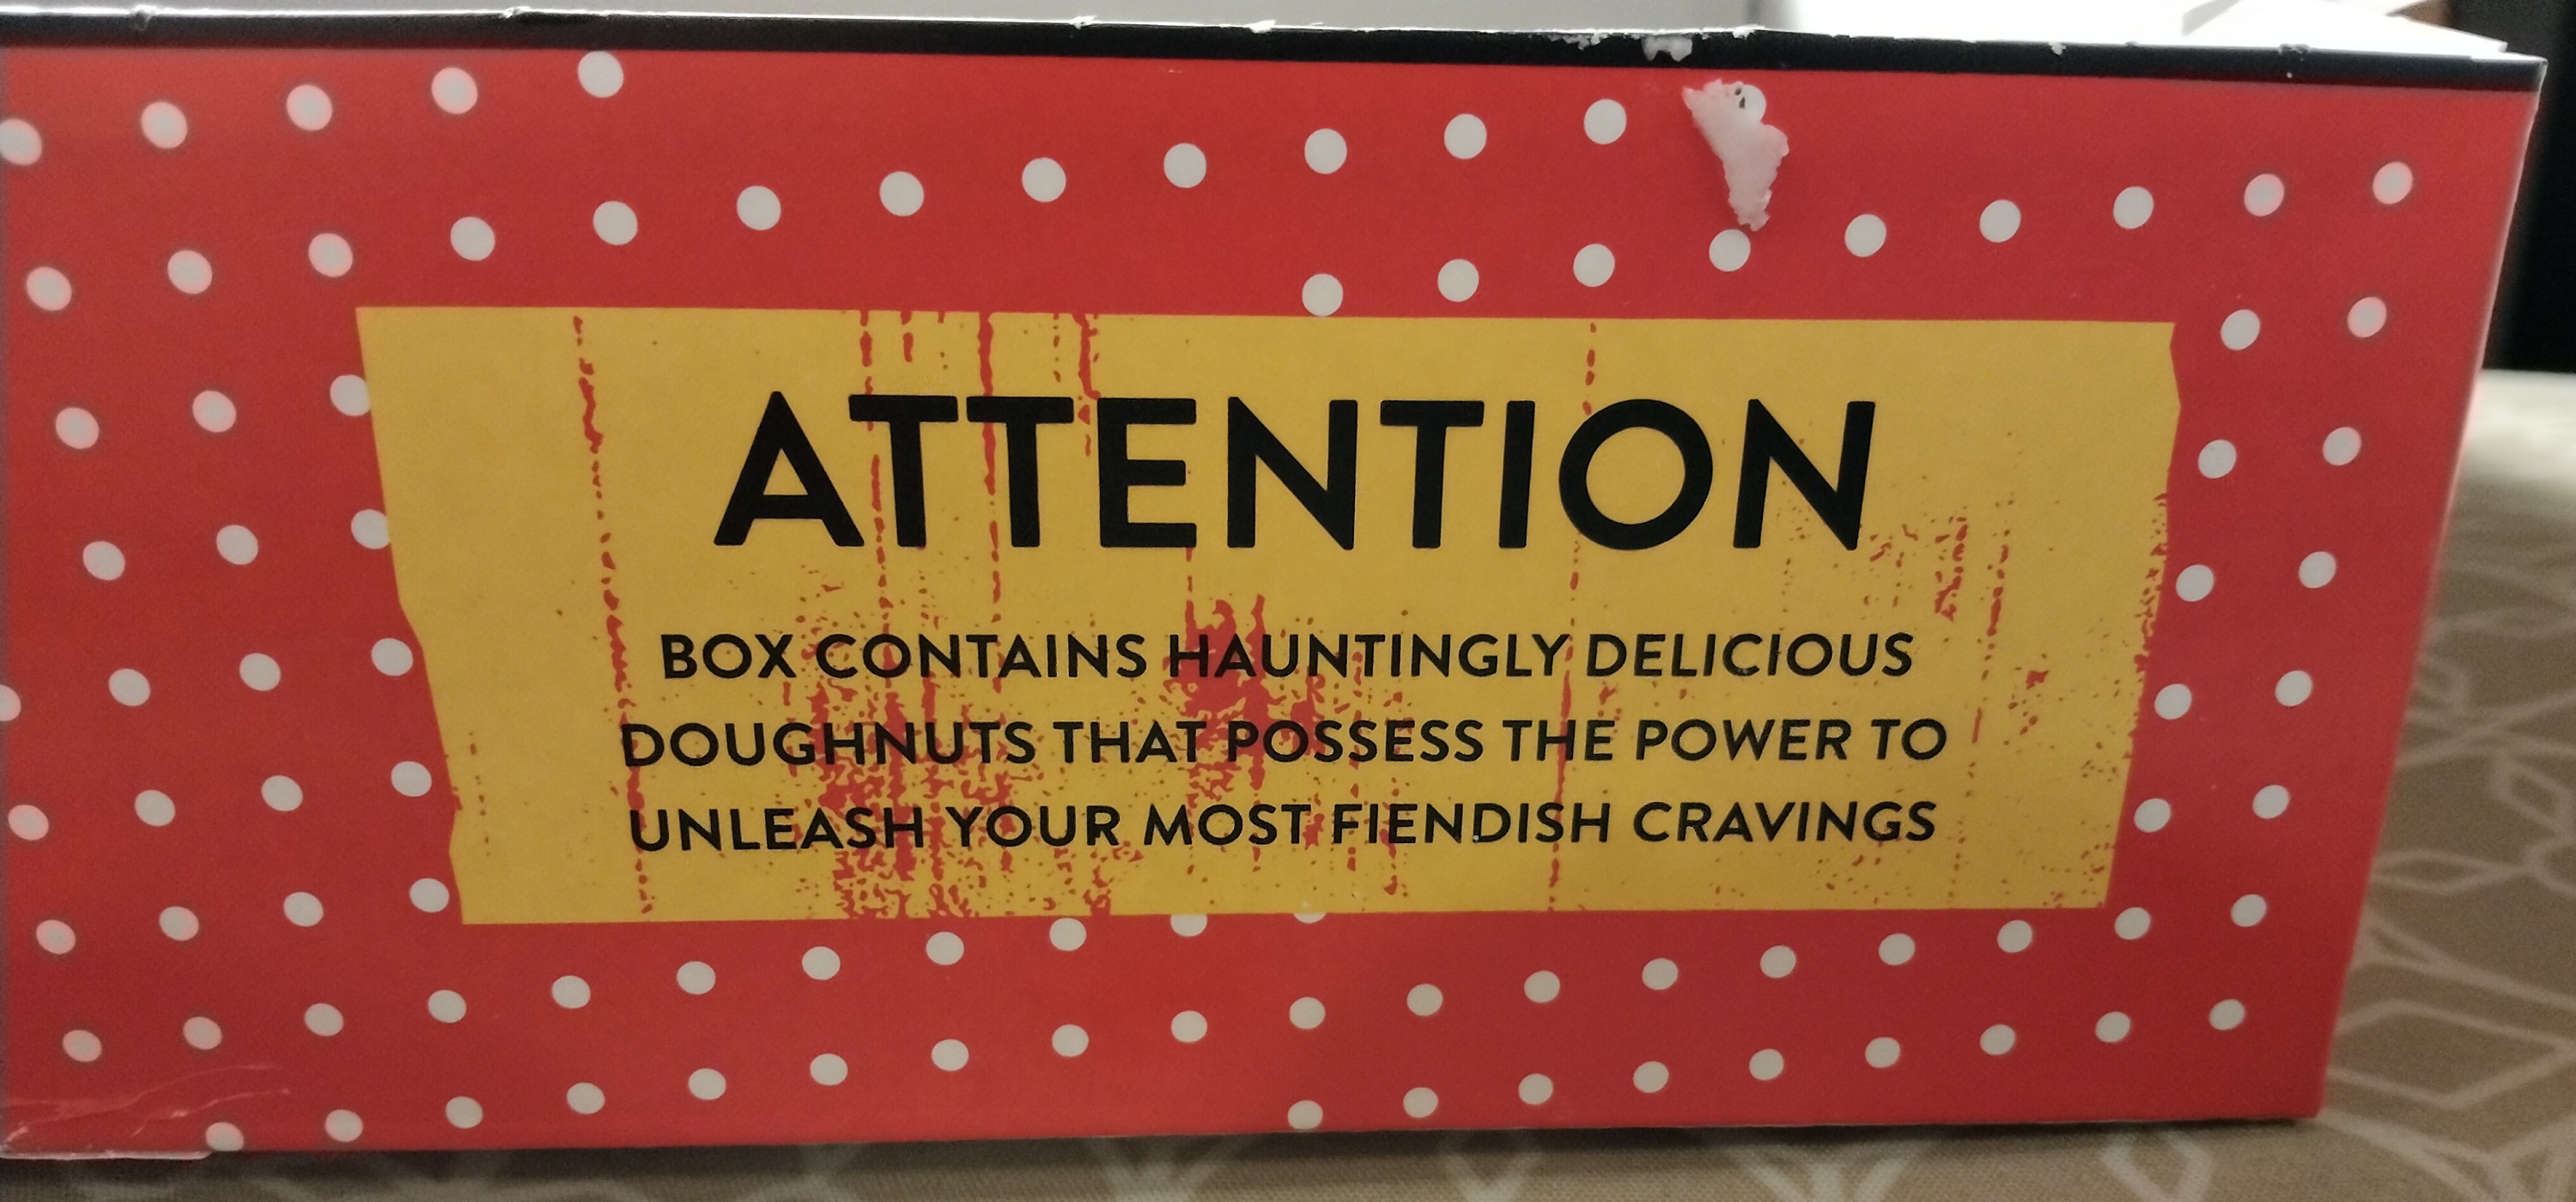 ATTENTION
BOX CONTAINS HAUNTINGLY DELICIOUS
DOUGHNUTS THAT POSSESS THE POWER TO
UNLEASH YOUR MOST FIENDISH CRAVINGS